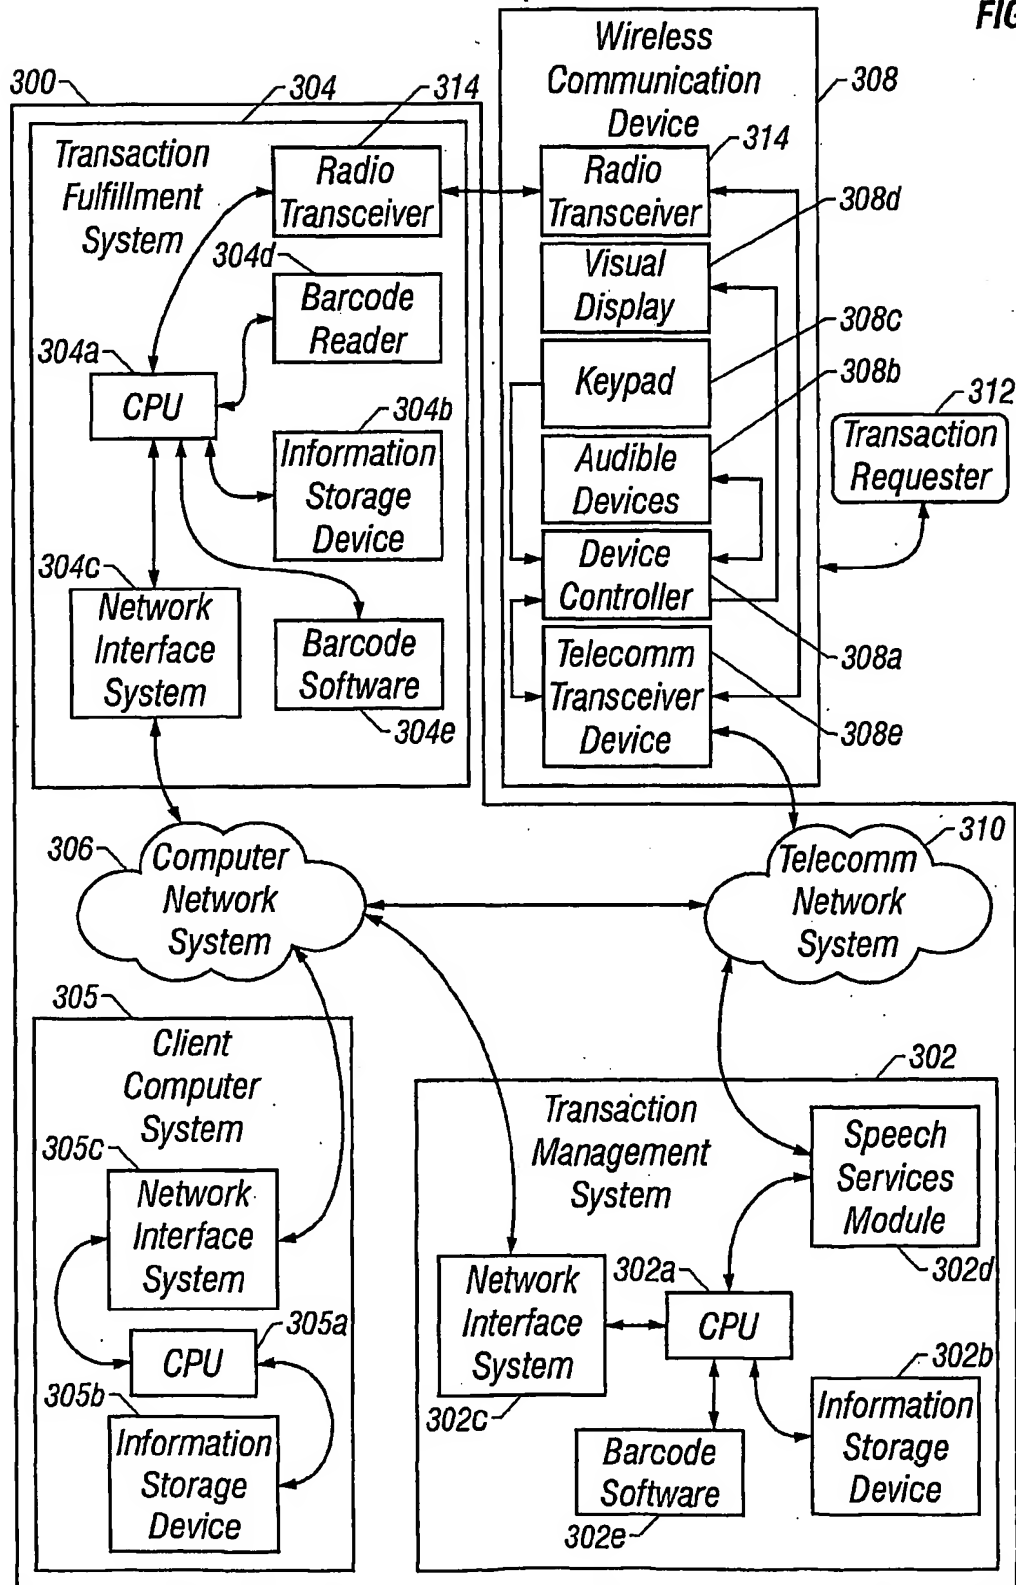 FIG
300
304
314
Transaction
Fulfillment
System
Radio
Transceiver
304d
Barcode
Reader
304a
CPU
304b
Information
Storage
Device
304c
Network
Interface
System
Barcode
Software
304e
Wireless
Communication
Device
308
314
Radio
Transceiver
308d
Visual
Display
308c
Keypad
308b
Audible
Devices
312
Transaction
Requester
Device
Controller
308a
Telecomm
Transceiver
Device
308e
306
Computer
Network
System
310
Telecomm
Network
System
305
Client
Computer
System
305c
Network
Interface
System
305a
CPU
305b
Information
Storage
Device
302
Transaction
Management
System
Speech
Services
Module
302d
302a
CPU
Network
Interface
System
302c
302b
Information
Storage
Device
Barcode
Software
302e